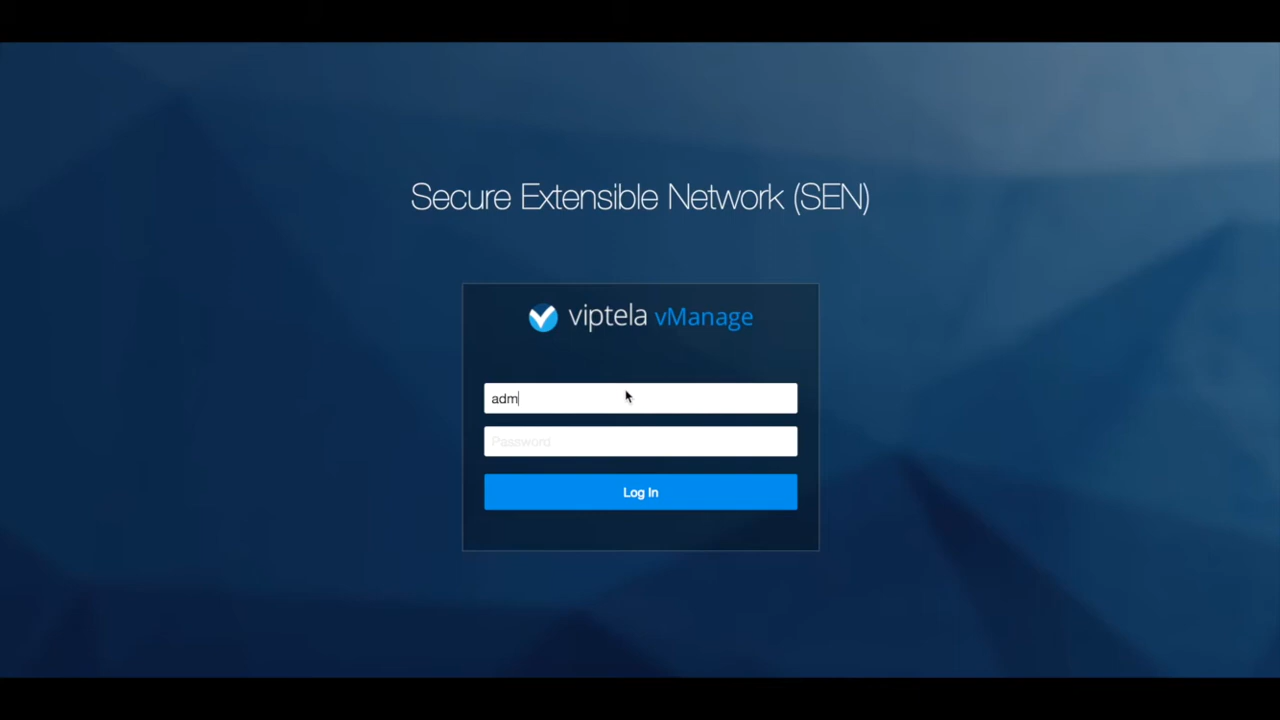 Secure Extensible Network (SEN)
viptela vManage
adm
Password
Log In